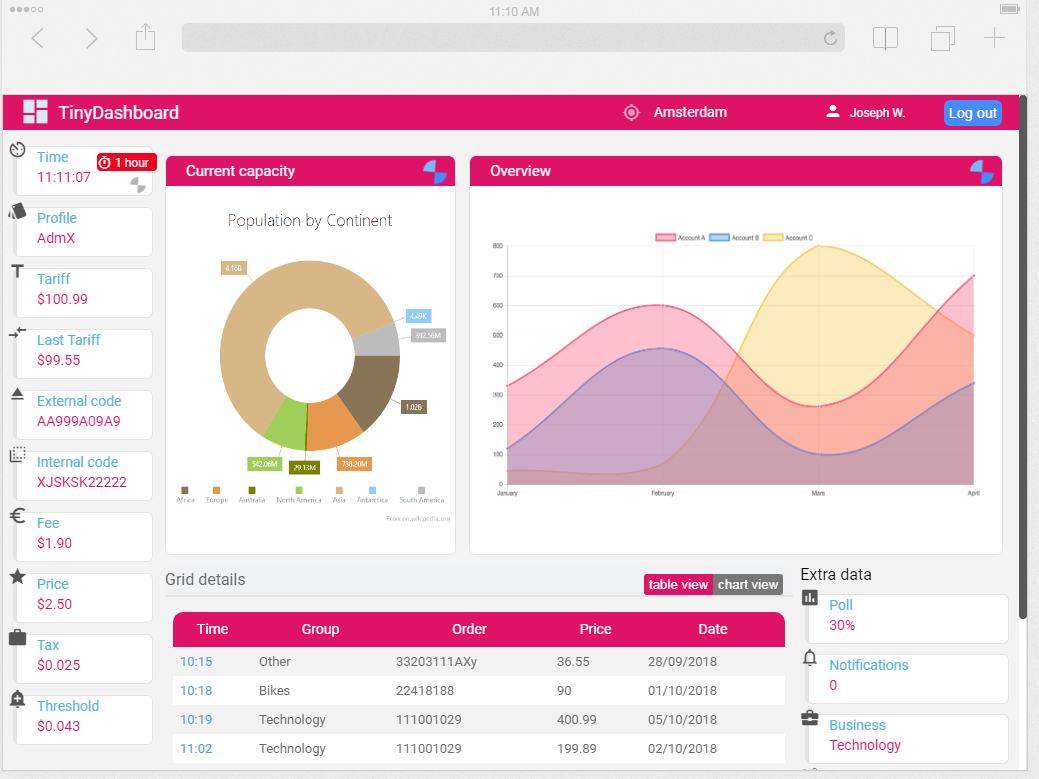 11:10 AM
TinyDashboard
Amsterdam
Joseph W.
Log out
Time
1 hour
11:11:07
Profile
AdmX
Tariff
$100.99
Last Tariff
$99.55
External code
AA999A09A9
Internal code
XJSKSK22222
Fee
$1.90
Price
$2.50
Tax
$0.025
Threshold
$0.043
Current capacity
Population by Continent
4.16B
4.49K
392.56M
1.02B
542.06M
29.13M
738.20M
Africa Europe Australia North America Asia Antarctica South America
From en.wikipedia.org
Overview
Account A Account B Account C
800
700
600
500
400
300
200
100
0
January February Mars April
Grid details
table view chart view
Time Group Order Price Date
10:15 Other 33203111AXy 36.55 28/09/2018
10:18 Bikes 22418188 90 01/10/2018
10:19 Technology 111001029 400.99 05/10/2018
11:02 Technology 111001029 199.89 02/10/2018
Extra data
Poll
30%
Notifications
0
Business
Technology